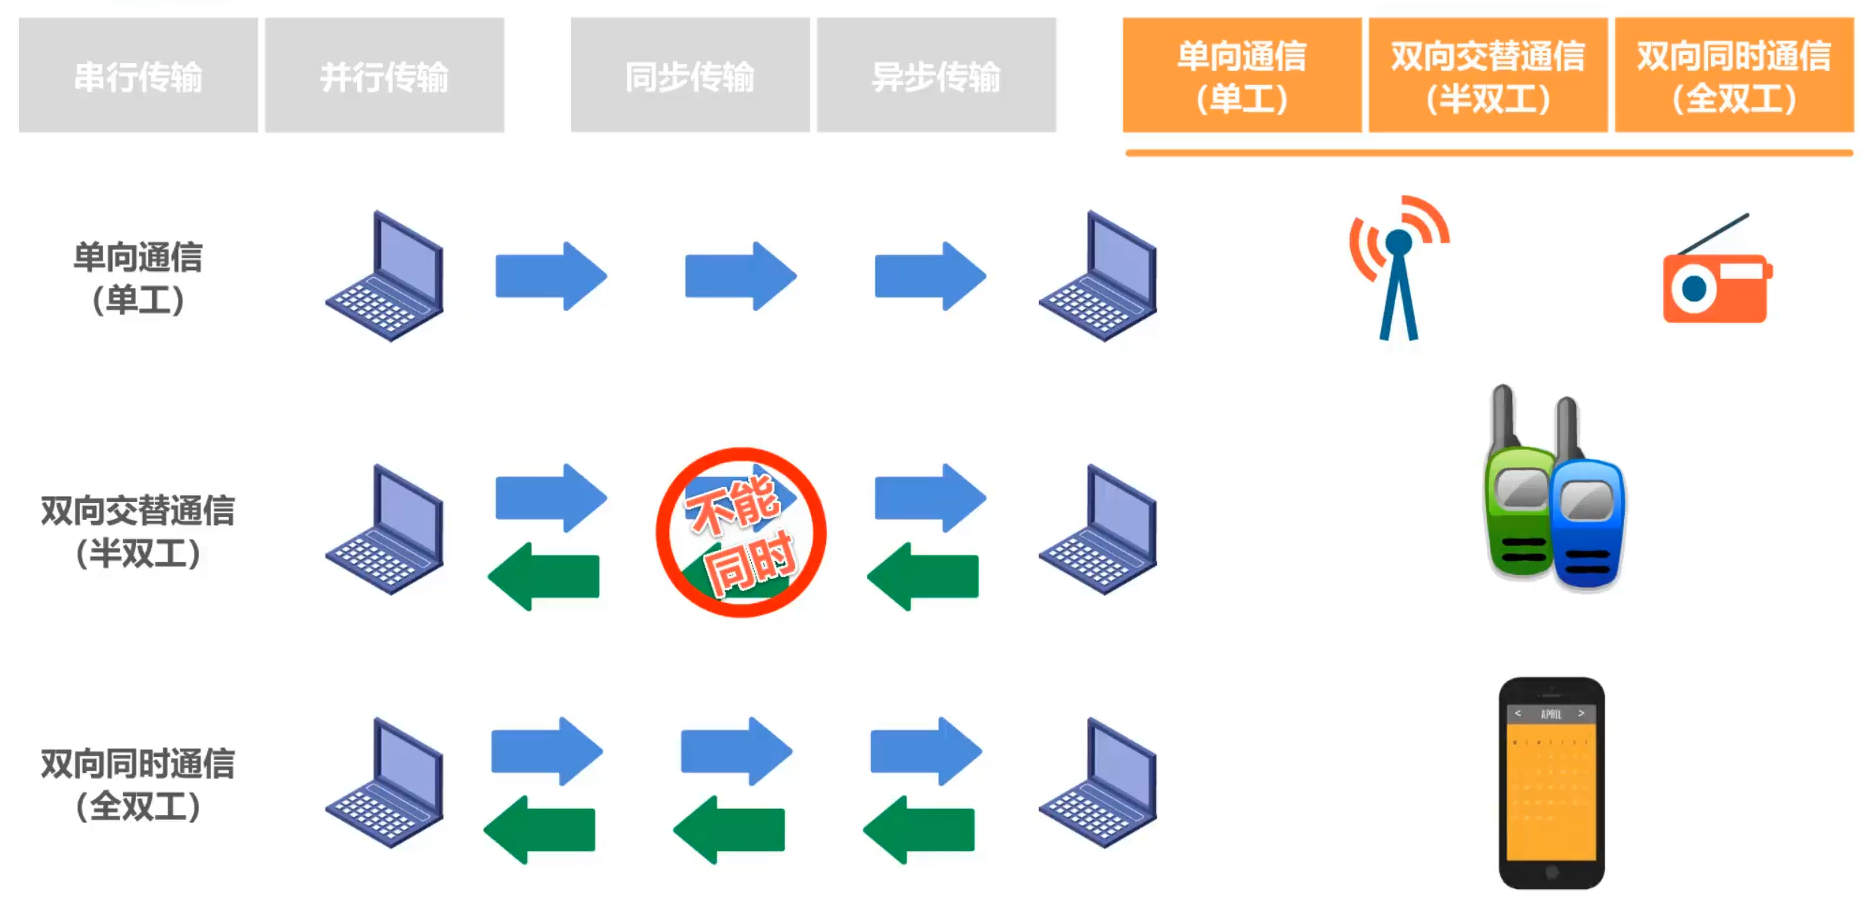 串行传输
并行传输
同步传输
异步传输
单向通信
（单工）
双向交替通信
（半双工）
双向同时通信
（全双工）
单向通信
（单工）
双向交替通信
（半双工）
不能
同时
双向同时通信
（全双工）
< APRIL >